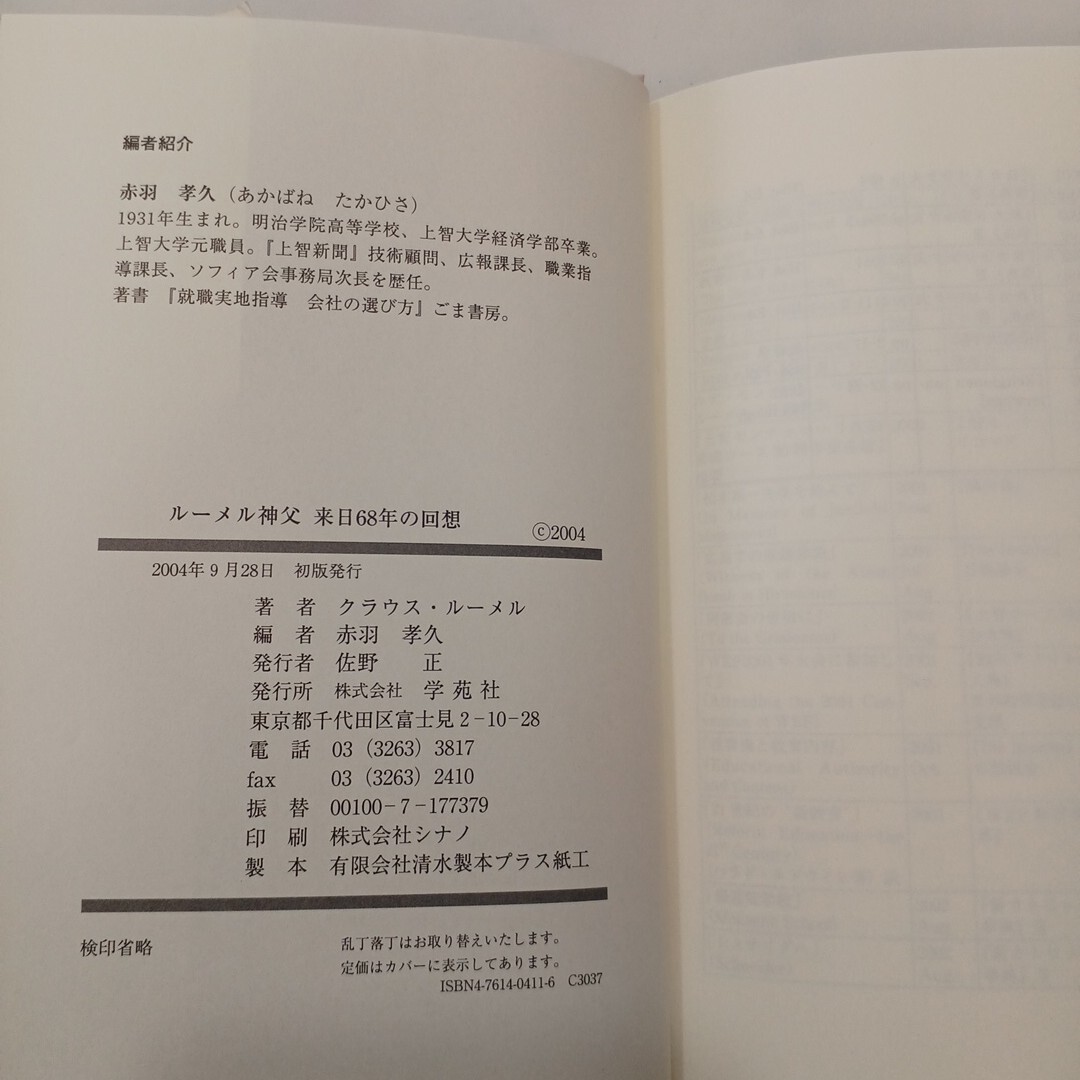 編者紹介
赤羽 孝久（あかばね たかひさ）
1931年生まれ。明治学院高等学校、上智大学経済学部卒業。
上智大学元職員。『上智新聞』技術顧問、広報課長、職業指
導課長、ソフィア会事務局次長を歴任。
著書 『就職実地指導 会社の選び方』ごま書房。
ルーメル神父 来日68年の回想
©2004
2004年9月28日 初版発行
著 者 クラウス・ルーメル
編 者 赤羽 孝久
発行者 佐野 正
発行所 株式会社 学苑社
東京都千代田区富士見2-10-28
電 話 03（3263）3817
fax 03（3263）2410
振 替 00100-7-177379
印 刷 株式会社シナノ
製 本 有限会社清水製本プラス紙工
検印省略
乱丁落丁はお取り替えいたします。
定価はカバーに表示してあります。
ISBN4-7614-0411-6 C3037